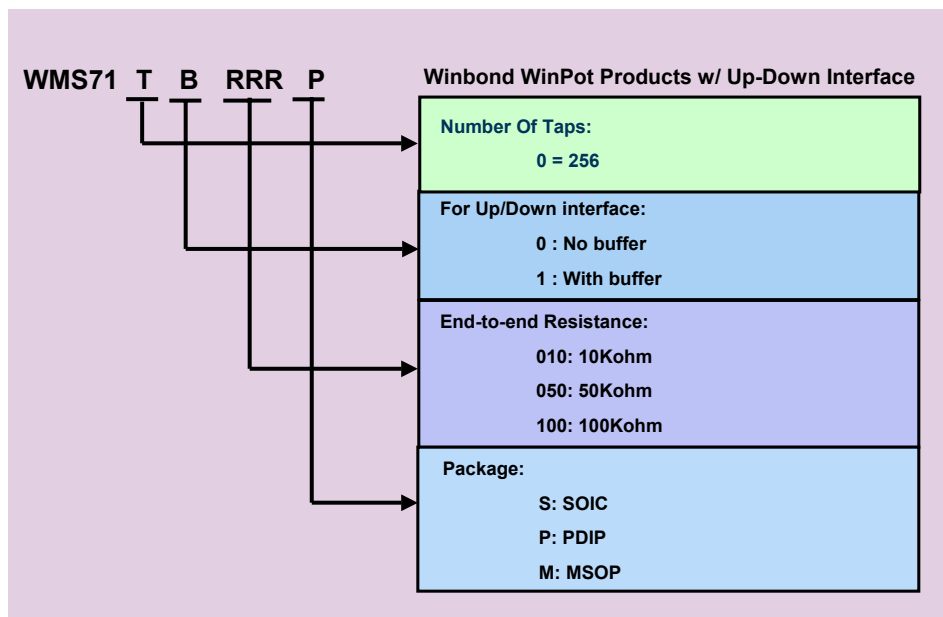 WMS71 T B RRR P
Winbond WinPot Products w/ Up-Down Interface
Number Of Taps:
0 = 256
For Up/Down interface:
0 : No buffer
1 : With buffer
End-to-end Resistance:
010: 10Kohm
050: 50Kohm
100: 100Kohm
Package:
S: SOIC
P: PDIP
M: MSOP